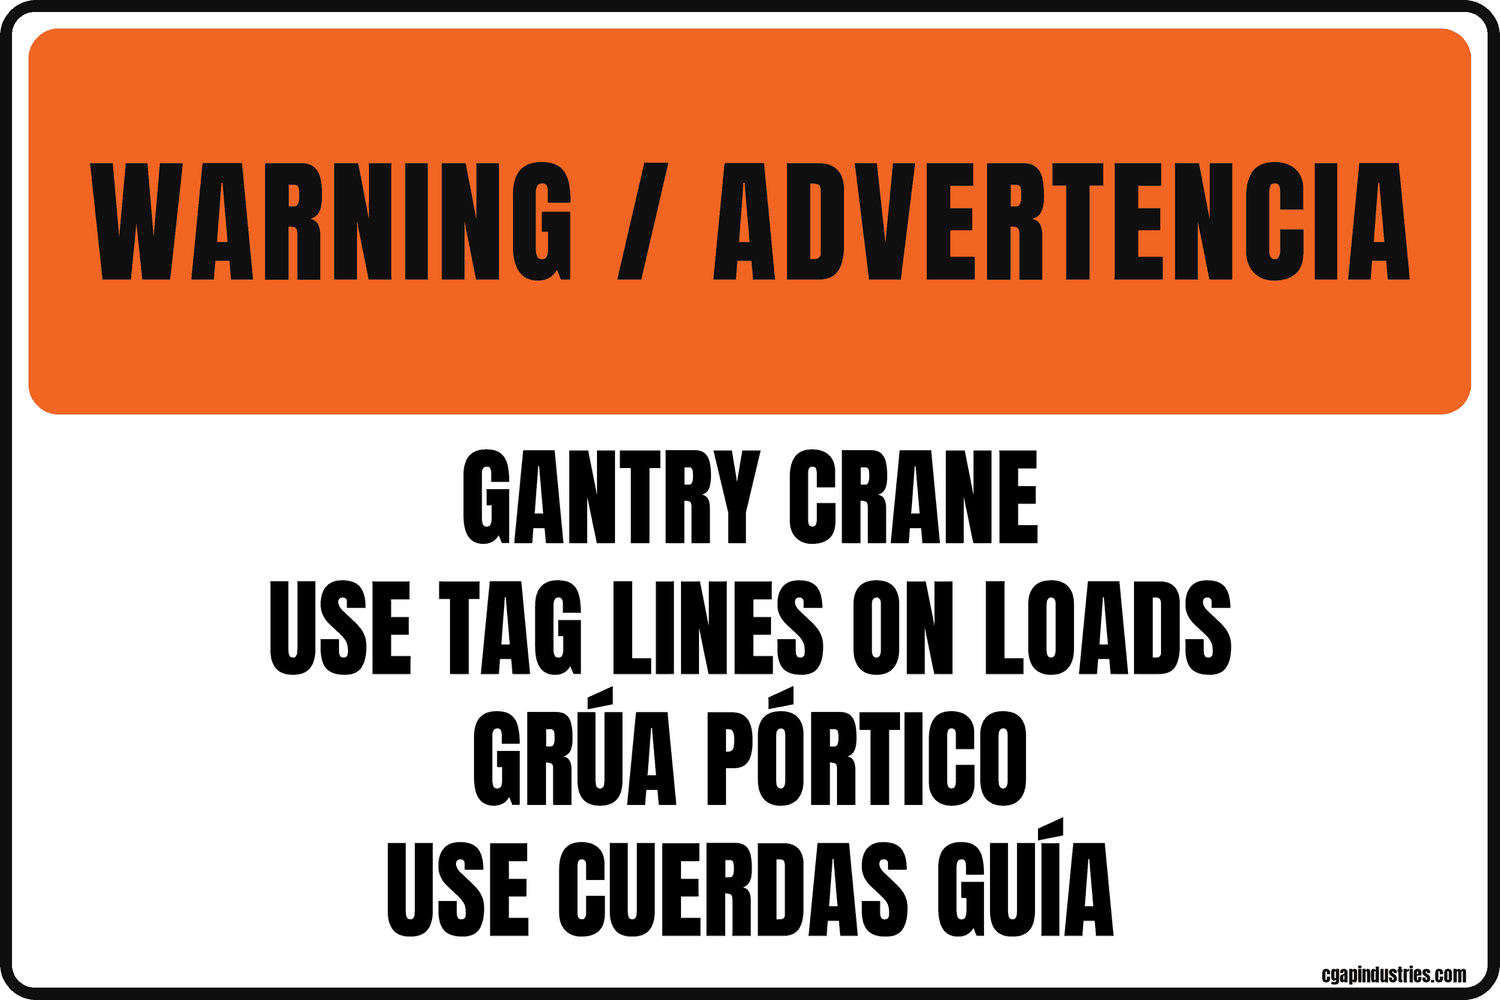 WARNING / ADVERTENCIA
GANTRY CRANE
USE TAG LINES ON LOADS
GRÚA PÓRTICO
USE CUERDAS GUÍA
cgapindustries.com